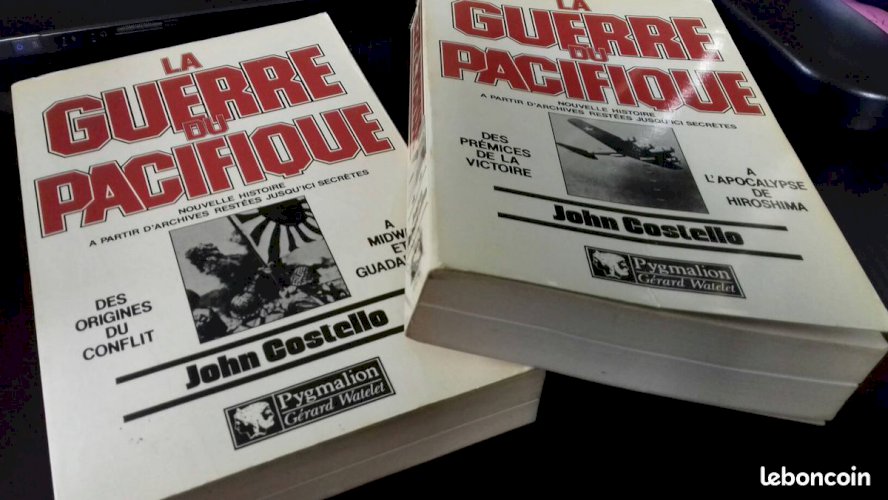 LA
GUERRE
DU
PACIFIQUE
NOUVELLE HISTOIRE
A PARTIR D'ARCHIVES RESTÉES JUSQU'ICI SECRÈTES
DES
ORIGINES
DU
CONFLIT
A
ET
John Costello
Pygmalion
Gérard Watelet
LA
GUERRE
DU
PACIFIQUE
NOUVELLE HISTOIRE
A PARTIR D'ARCHIVES RESTÉES JUSQU'ICI SECRÈTES
DES
PRÉMICES
DE LA
VICTOIRE
A
L'APOCALYPSE
DE
HIROSHIMA
John Costello
Pygmalion
Gérard Watelet
leboncoin